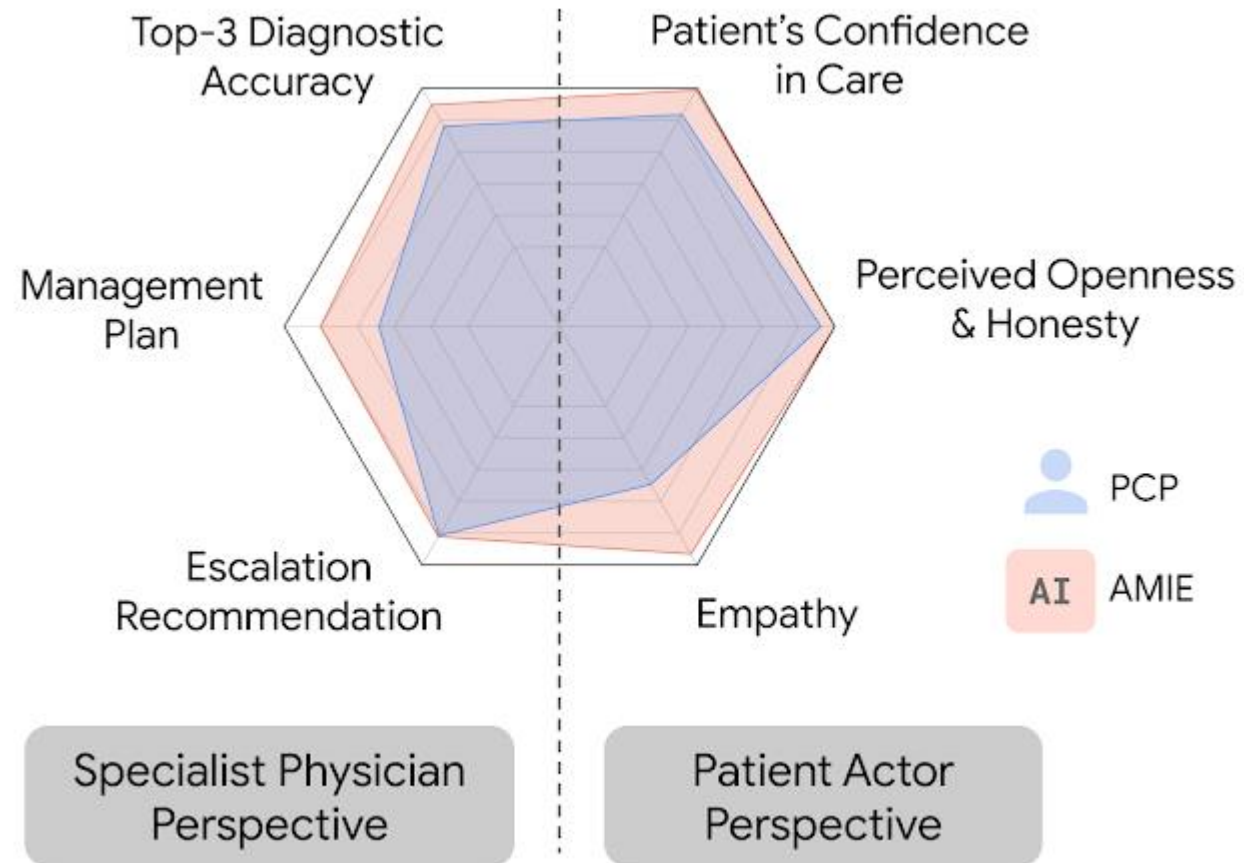 Top-3 Diagnostic
Accuracy
Patient's Confidence
in Care
Management
Plan
Perceived Openness
& Honesty
Escalation
Recommendation
Empathy
PCP
AI AMIE
Specialist Physician
Perspective
Patient Actor
Perspective